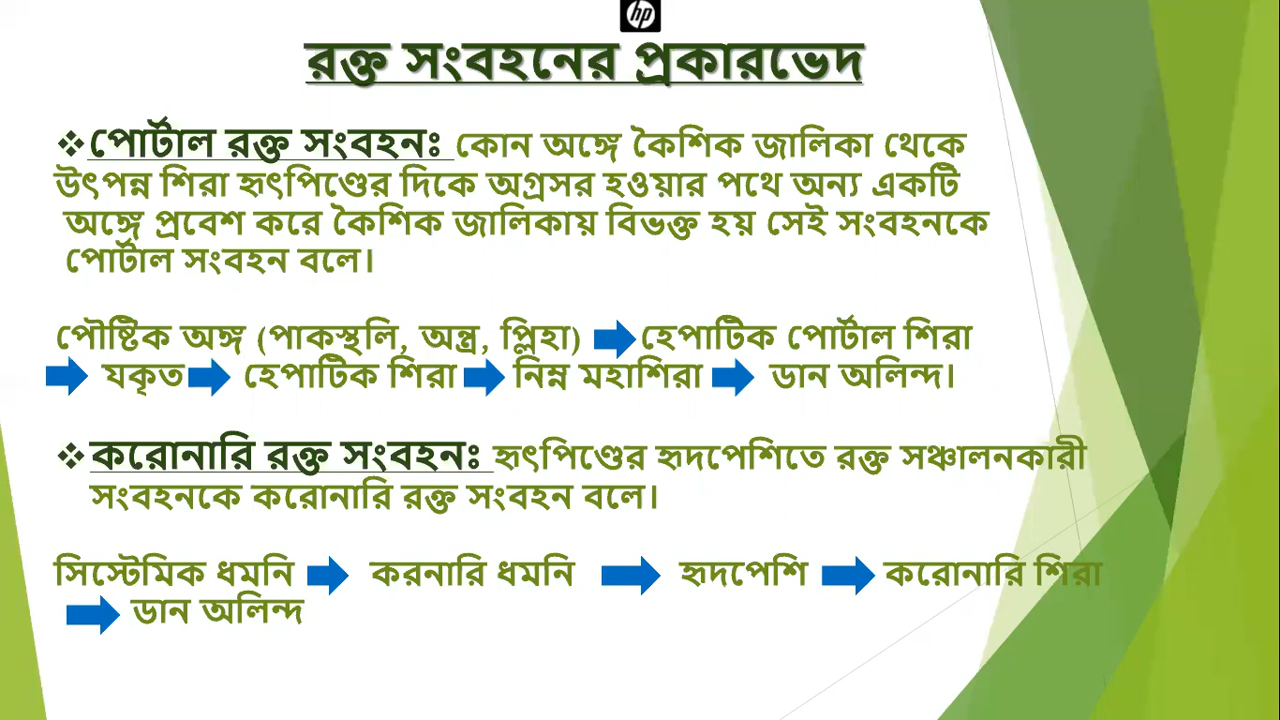 hp
রক্ত সংবহনের প্রকারভেদ
❖পোর্টাল রক্ত সংবহনঃ কোন অঙ্গে কৈশিক জালিকা থেকে
উৎপন্ন শিরা হৃৎপিণ্ডের দিকে অগ্রসর হওয়ার পথে অন্য একটি
অঙ্গে প্রবেশ করে কৈশিক জালিকায় বিভক্ত হয় সেই সংবহনকে
পোর্টাল সংবহন বলে।
পৌষ্টিক অঙ্গ (পাকস্থলি, অন্ত্র, প্লিহা) ➡ হেপাটিক পোর্টাল শিরা
➡ যকৃত ➡ হেপাটিক শিরা ➡ নিম্ন মহাশিরা ➡ ডান অলিন্দ।
❖করোনারি রক্ত সংবহনঃ হৃৎপিণ্ডের হৃদপেশিতে রক্ত সঞ্চালনকারী
সংবহনকে করোনারি রক্ত সংবহন বলে।
সিস্টেমিক ধমনি ➡ করনারি ধমনি ➡ হৃদপেশি ➡ করোনারি শিরা
➡ ডান অলিন্দ